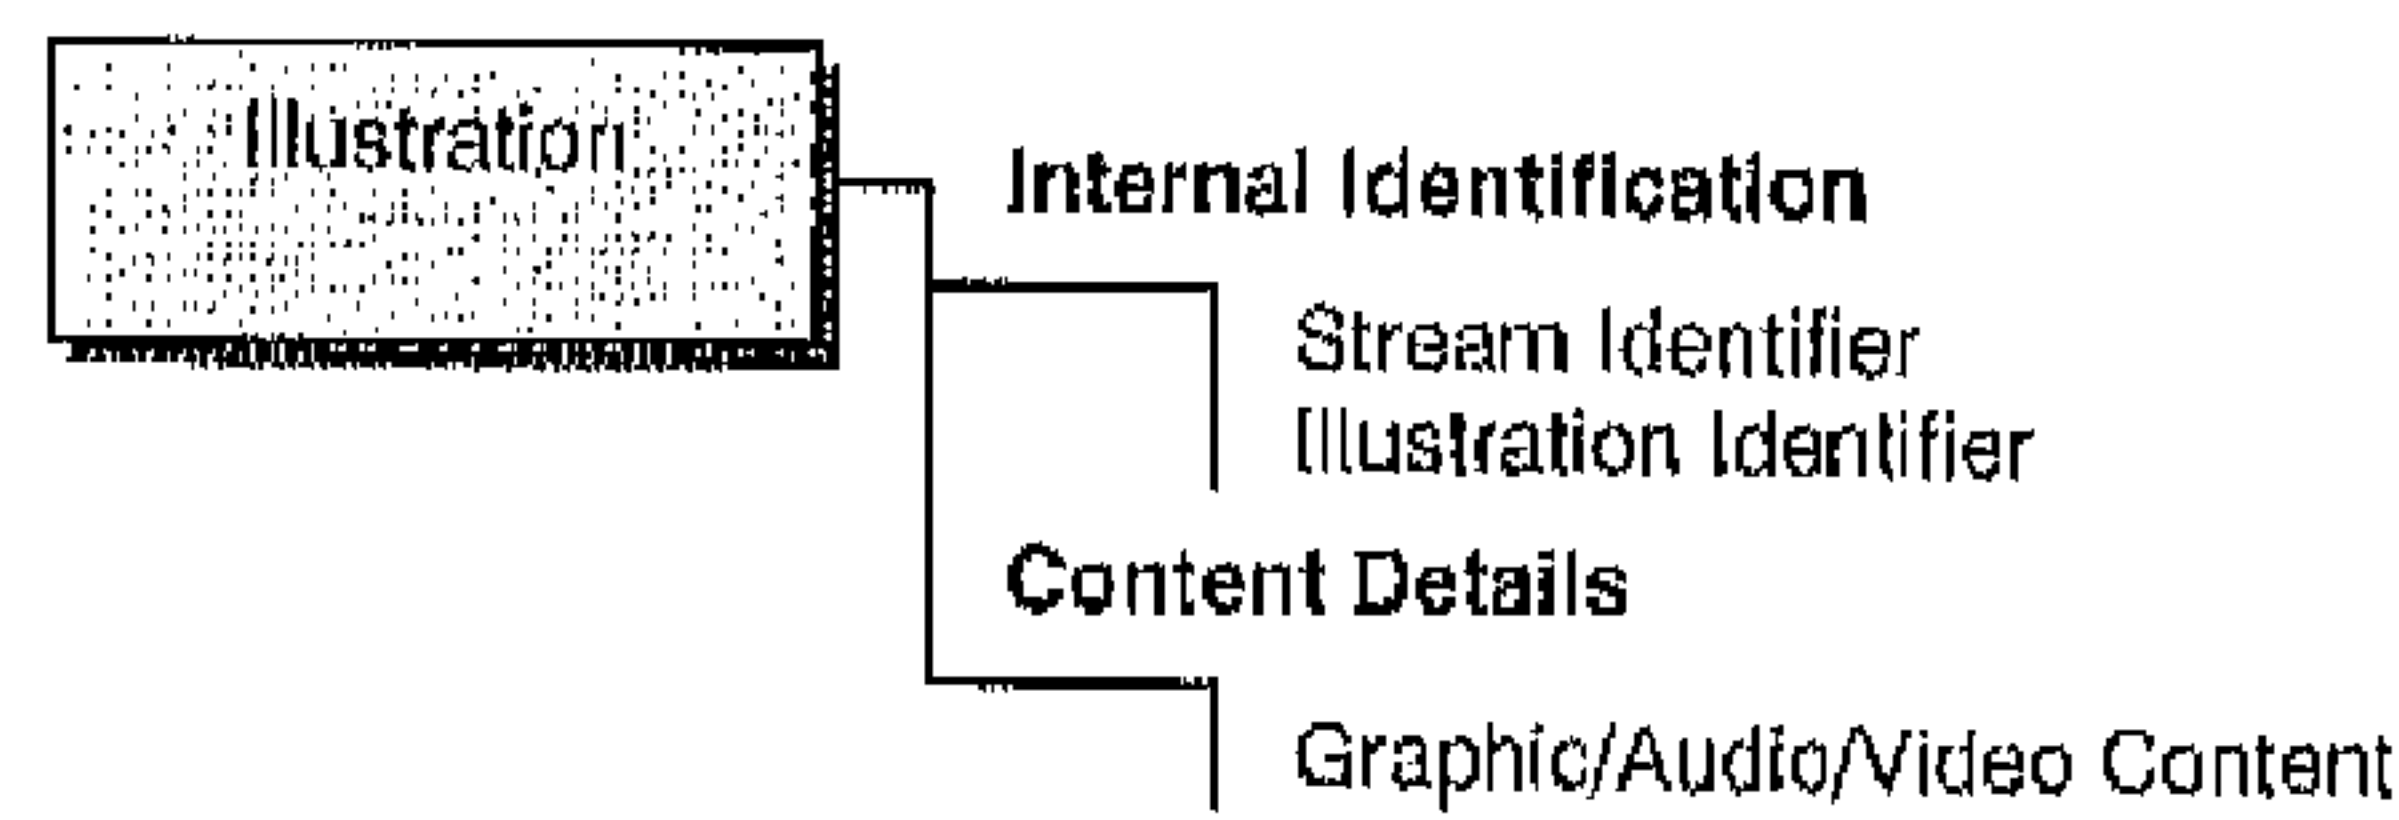 Illustration
Internal Identification
Stream Identifier
Illustration Identifier
Content Details
Graphic/Audio/Video Content